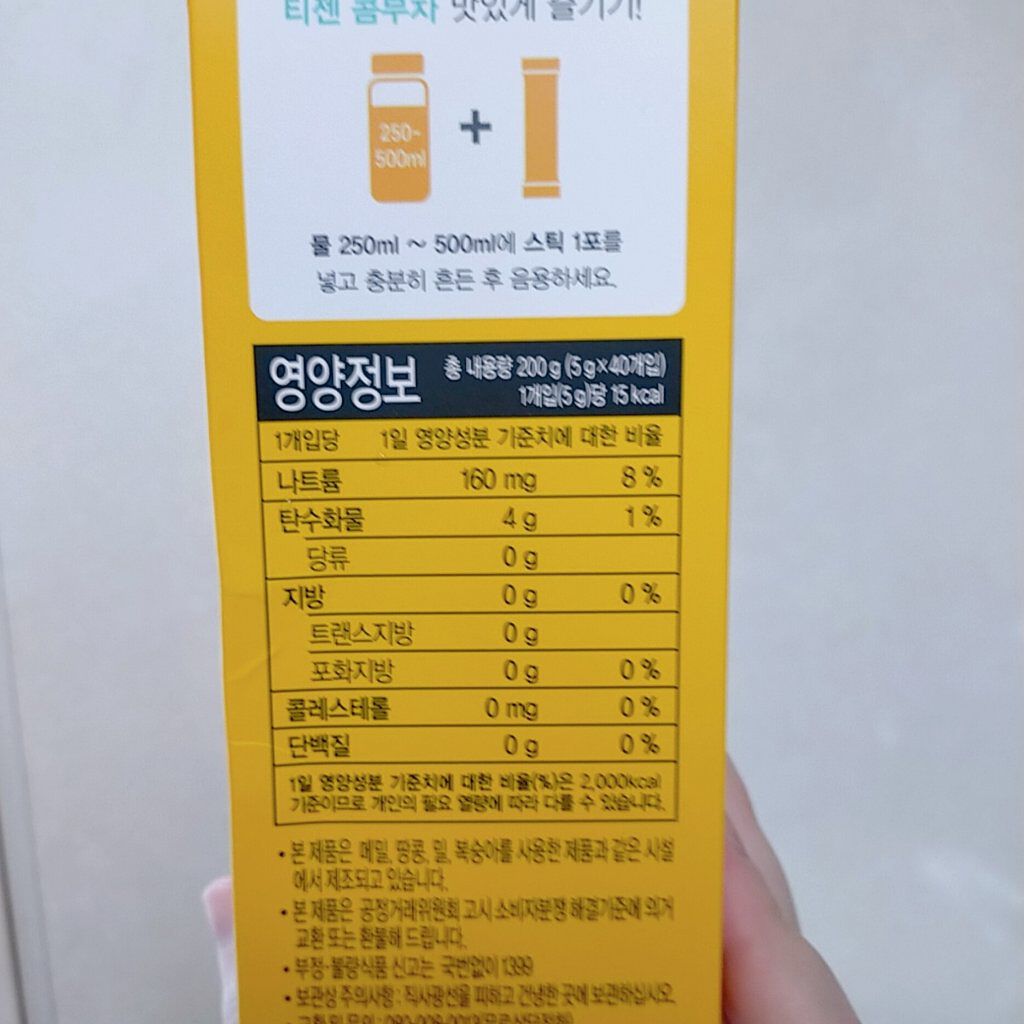 티젠 콤부차 맛있게 즐기기!
250-
500ml
+
물 250ml ~ 500ml에 스틱 1포를
넣고 충분히 흔든 후 음용하세요.
영양정보 총 내용량 200 g (5 g×40개입)
1개입(5 g)당 15 kcal
1개입당 1일 영양성분 기준치에 대한 비율
나트륨 160 mg 8 %
탄수화물 4 g 1 %
당류 0 g
지방 0 g 0 %
트랜스지방 0 g
포화지방 0 g 0 %
콜레스테롤 0 mg 0 %
단백질 0 g 0 %
1일 영양성분 기준치에 대한 비율(%)은 2,000kcal
기준이므로 개인의 필요 열량에 따라 다를 수 있습니다.
• 본 제품은 메밀, 땅콩, 밀, 복숭아를 사용한 제품과 같은 시설
에서 제조되고 있습니다.
• 본 제품은 공정거래위원회 고시 소비자분쟁 해결기준에 의거
교환 또는 환불해 드립니다.
• 부정·불량식품 신고는 국번없이 1399
• 보관상 주의사항 : 직사광선을 피하고 건냉한 곳에 보관하십시오.